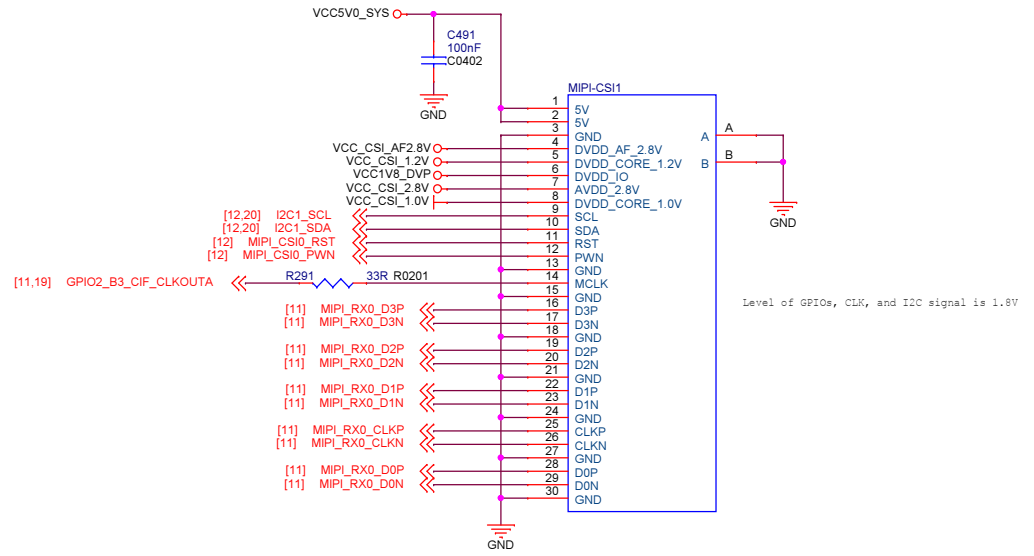 VCC5V0_SYS
C491
100nF
C0402
GND
MIPI-CSI1
1 5V
2 5V
3 GND
VCC_CSI_AF2.8V 4 DVDD_AF_2.8V
VCC_CSI_1.2V 5 DVDD_CORE_1.2V
VCC1V8_DVP 6 DVDD_IO
VCC_CSI_2.8V 7 AVDD_2.8V
VCC_CSI_1.0V 8 DVDD_CORE_1.0V
[12,20] I2C1_SCL 9 SCL
[12,20] I2C1_SDA 10 SDA
[12] MIPI_CSI0_RST 11 RST
[12] MIPI_CSI0_PWN 12 PWN
13 GND
[11,19] GPIO2_B3_CIF_CLKOUTA R291 33R R0201 14 MCLK
15 GND
[11] MIPI_RX0_D3P 16 D3P
[11] MIPI_RX0_D3N 17 D3N
18 GND
[11] MIPI_RX0_D2P 19 D2P
[11] MIPI_RX0_D2N 20 D2N
21 GND
[11] MIPI_RX0_D1P 22 D1P
[11] MIPI_RX0_D1N 23 D1N
24 GND
[11] MIPI_RX0_CLKP 25 CLKP
[11] MIPI_RX0_CLKN 26 CLKN
27 GND
[11] MIPI_RX0_D0P 28 D0P
[11] MIPI_RX0_D0N 29 D0N
30 GND
GND
A A
B B
GND
Level of GPIOs, CLK, and I2C signal is 1.8V